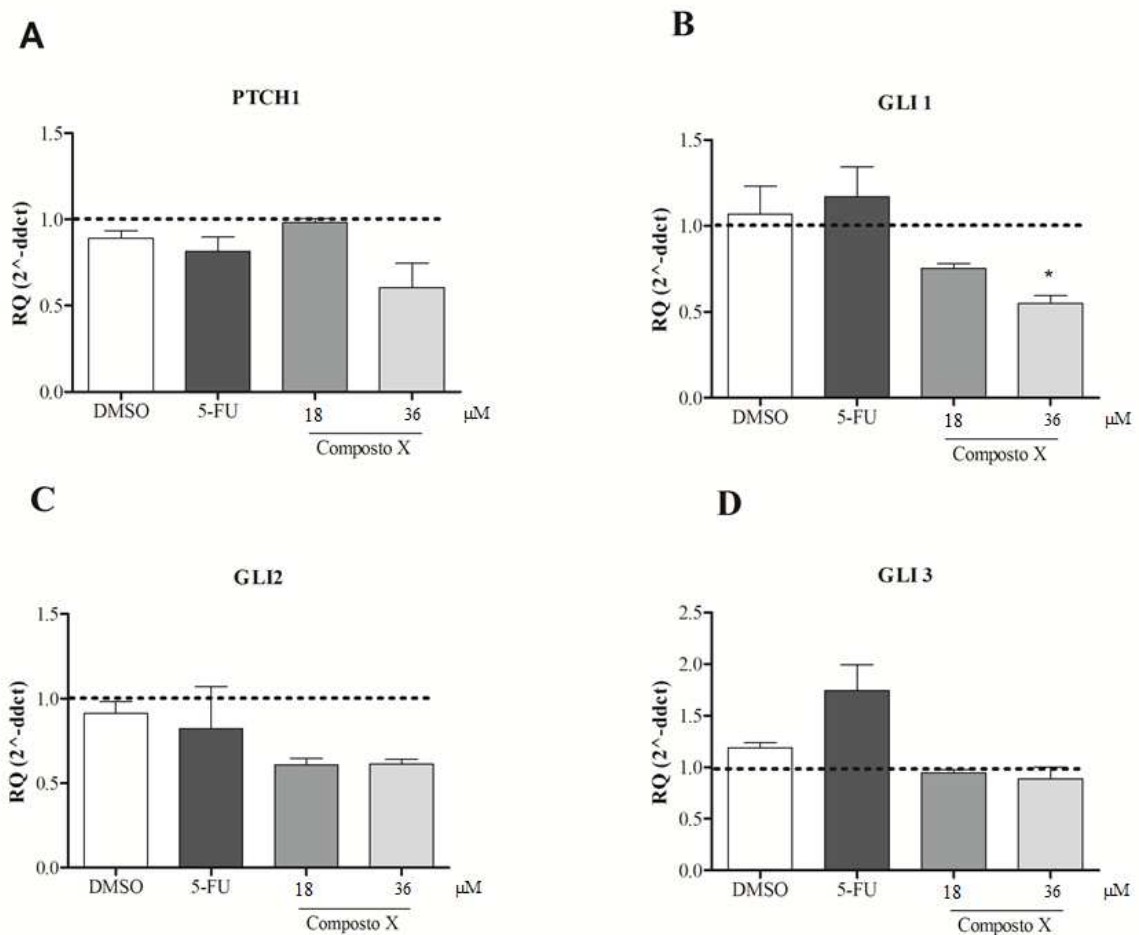 A
PTCH1
RQ (2^-ddct)
1.5
1.0
0.5
0.0
DMSO 5-FU 18 36 μM
Composto X
B
GLI 1
RQ (2^-ddct)
1.5
1.0
0.5
0.0
*
DMSO 5-FU 18 36 μM
Composto X
C
GLI2
RQ (2^-ddct)
1.5
1.0
0.5
0.0
DMSO 5-FU 18 36 μM
Composto X
D
GLI 3
RQ (2^-ddct)
2.5
2.0
1.5
1.0
0.5
0.0
DMSO 5-FU 18 36 μM
Composto X